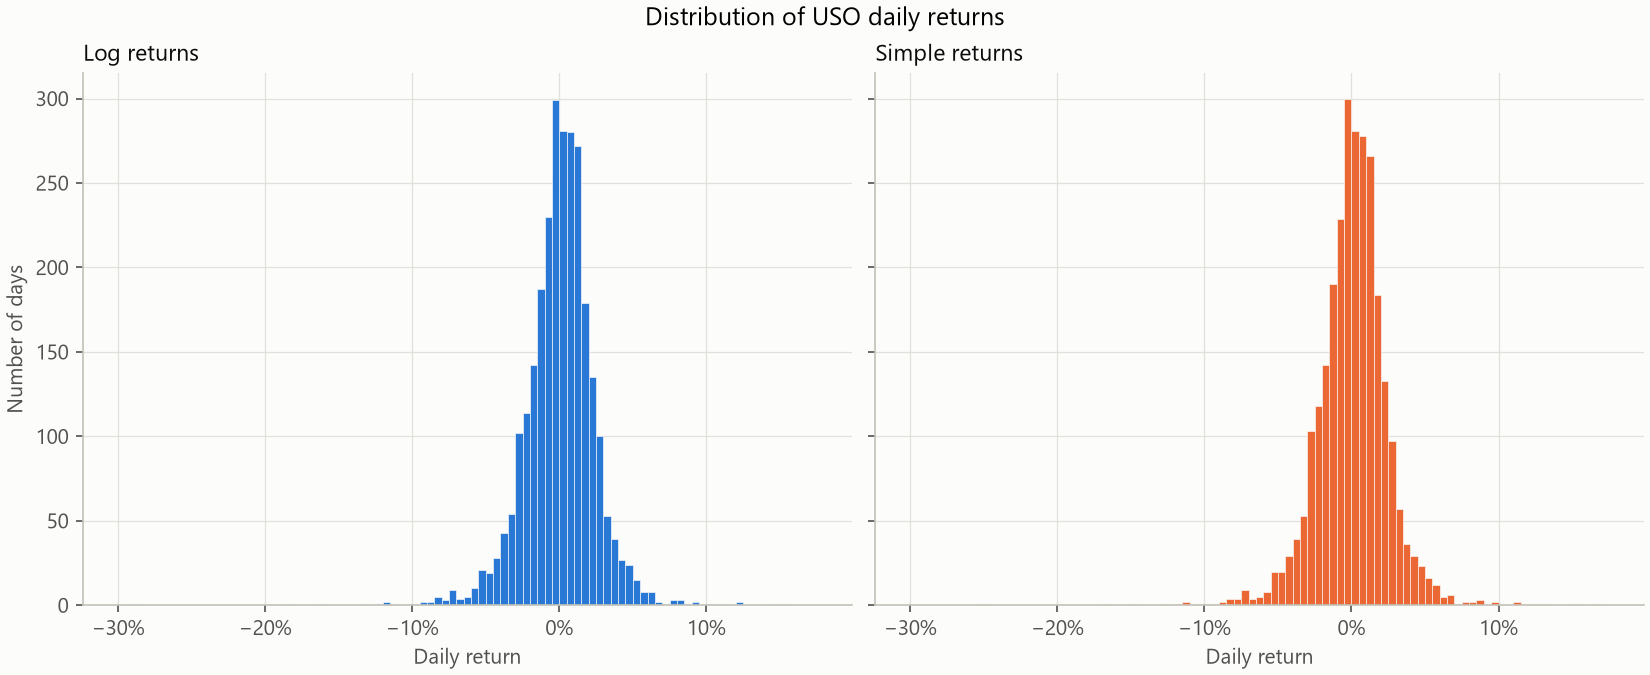 Distribution of USO daily returns
Log returns
Simple returns
300
250
200
150
100
50
0
Number of days
−30%
−20%
−10%
0%
10%
Daily return
−30%
−20%
−10%
0%
10%
Daily return